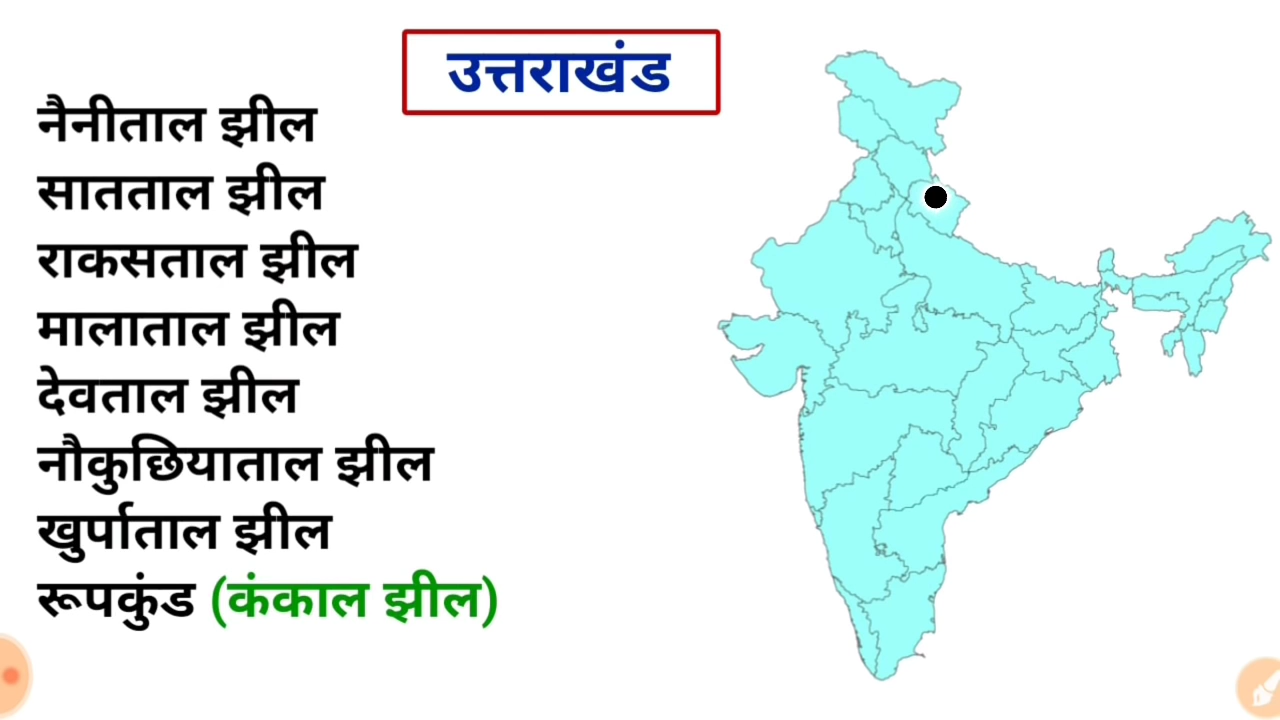 उत्तराखंड
नैनीताल झील
सातताल झील
राकसताल झील
मालाताल झील
देवताल झील
नौकुछियाताल झील
खुर्पाताल झील
रूपकुंड (कंकाल झील)